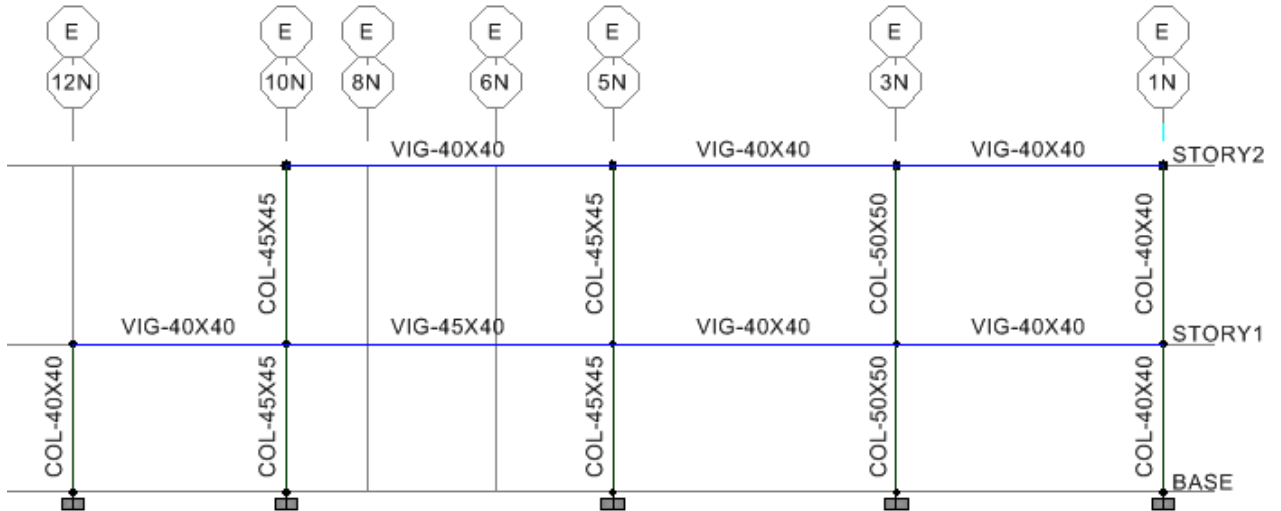 E E E E E E E
12N 10N 8N 6N 5N 3N 1N
VIG-40X40 VIG-40X40 VIG-40X40
STORY2
COL-45X45 COL-45X45 COL-50X50 COL-40X40
VIG-40X40 VIG-45X40 VIG-40X40 VIG-40X40
STORY1
COL-40X40 COL-45X45 COL-45X45 COL-50X50 COL-40X40
BASE